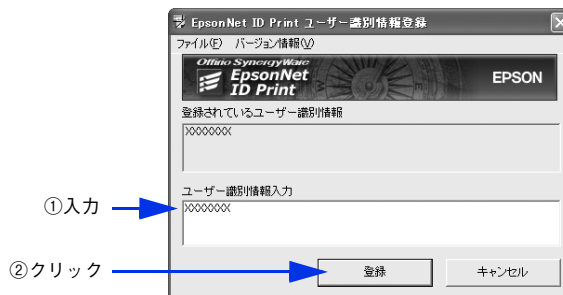 EpsonNet ID Print ユーザー識別情報登録
ファイル(F) バージョン情報(V)
Offirio SynergyWare
EpsonNet
ID Print
EPSON
登録されているユーザー識別情報
XXXXXXX
ユーザー識別情報入力
①入力
XXXXXXX
②クリック
登録
キャンセル